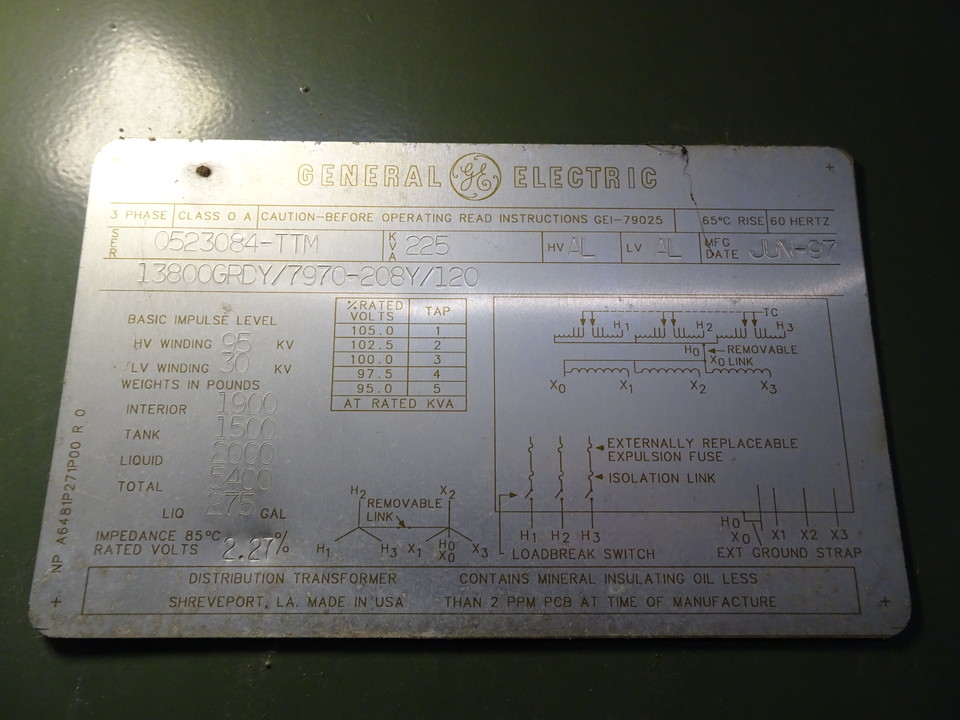 GENERAL GE ELECTRIC
3 PHASE CLASS O A CAUTION-BEFORE OPERATING READ INSTRUCTIONS GEI-79025 65°C RISE 60 HERTZ
SER 0523084-TTM KVA 225 HV AL LV AL MFG DATE JUN-97
13800GRDY/7970-208Y/120
BASIC IMPULSE LEVEL
HV WINDING 95 KV
LV WINDING 30 KV
WEIGHTS IN POUNDS
INTERIOR 1900
TANK 1500
LIQUID 2000
TOTAL 5400
LIQ 275 GAL
IMPEDANCE 85°C
RATED VOLTS 2.27%
%RATED VOLTS TAP
105.0 1
102.5 2
100.0 3
97.5 4
95.0 5
AT RATED KVA
TC
H1 H2 H3
H0 REMOVABLE
X0 LINK
X0 X1 X2 X3
EXTERNALLY REPLACEABLE
EXPULSION FUSE
ISOLATION LINK
H1 H2 H3
LOADBREAK SWITCH
H0
X0 X1 X2 X3
EXT GROUND STRAP
H2 X2
REMOVABLE
LINK
H1 H3 X1 H0 X0 X3
NP A6481P271P00 R 0
DISTRIBUTION TRANSFORMER CONTAINS MINERAL INSULATING OIL LESS
SHREVEPORT, LA. MADE IN USA THAN 2 PPM PCB AT TIME OF MANUFACTURE